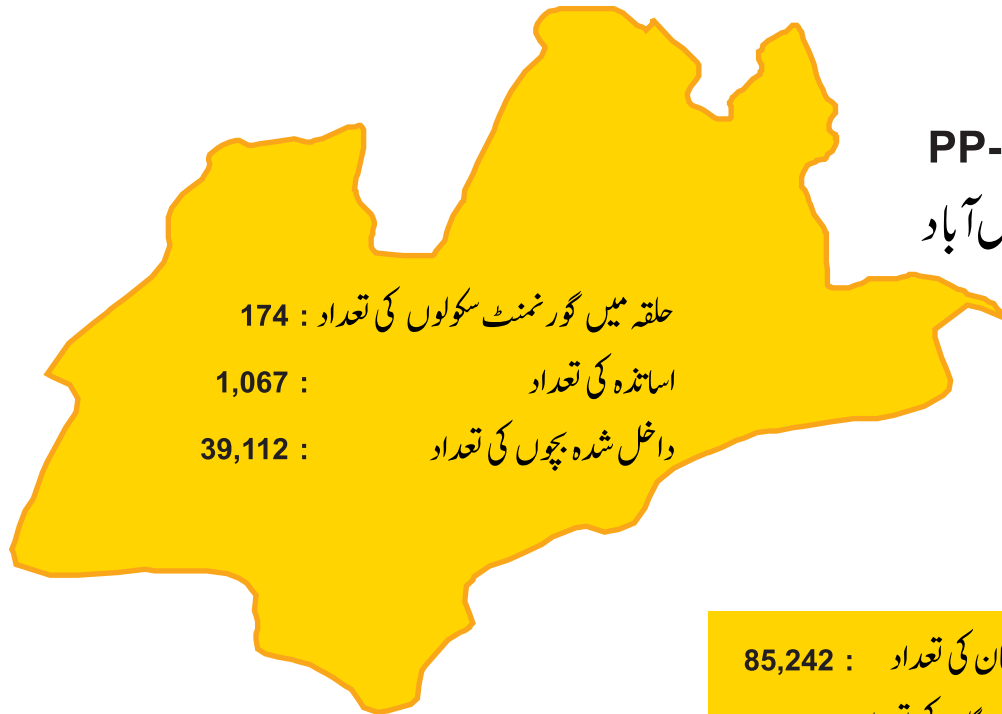 PP-
آباد
حلقہ میں گورنمنٹ سکولوں کی تعداد : 174
اساتذہ کی تعداد : 1,067
داخل شدہ بچوں کی تعداد : 39,112
کی تعداد : 85,242